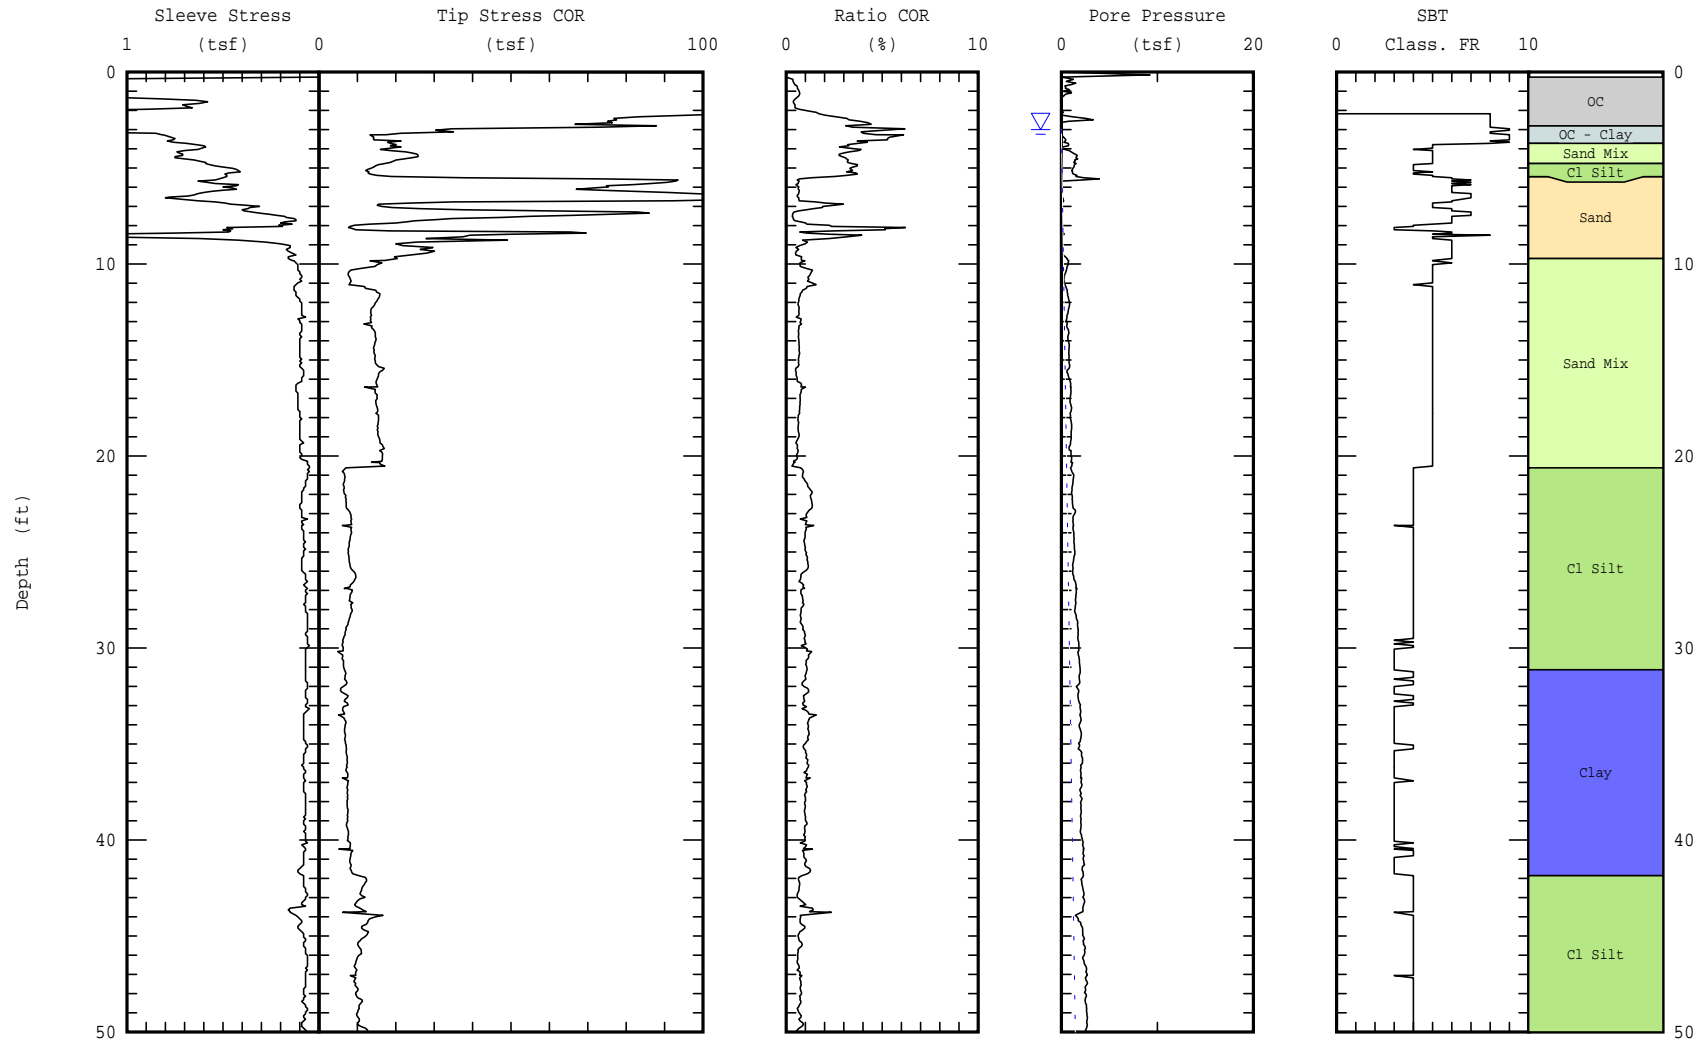 Sleeve Stress Tip Stress COR Ratio COR Pore Pressure SBT
1 (tsf) 0 (tsf) 100 0 (%) 10 0 (tsf) 20 0 Class. FR 10
0 0
OC
OC - Clay
Sand Mix
Cl Silt
Sand
10 10
Sand Mix
20 20
Depth (ft)
Cl Silt
30 30
Clay
40 40
Cl Silt
50 50